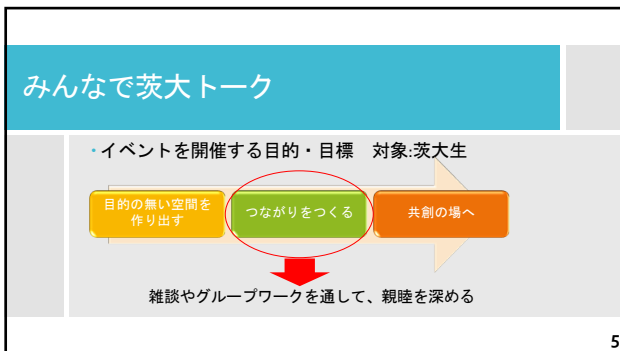 みんなで茨大トーク
・イベントを開催する目的・目標　対象:茨大生
目的の無い空間を
作り出す
つながりをつくる
共創の場へ
雑談やグループワークを通して、親睦を深める
5